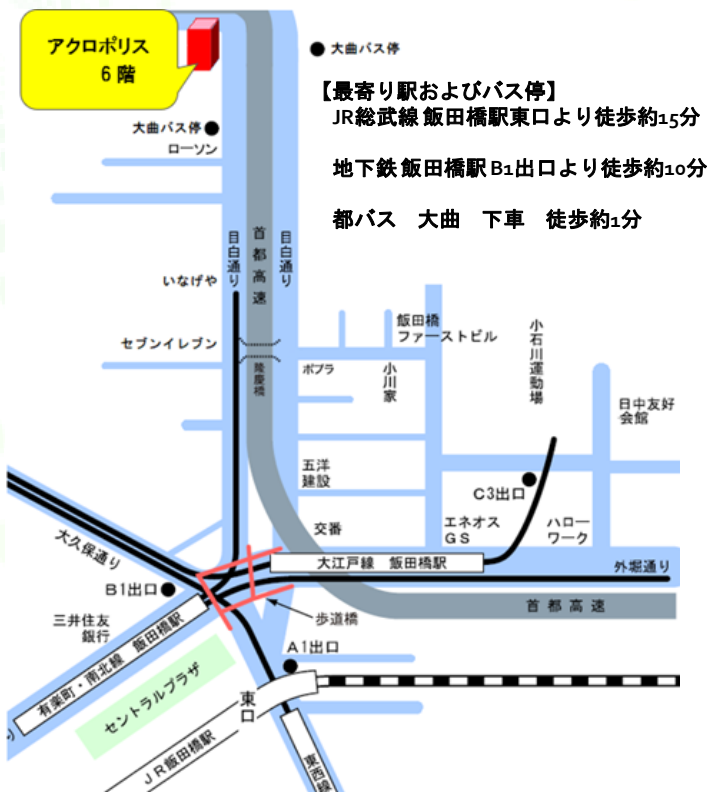 アクロポリス
6階
大曲バス停
【最寄り駅およびバス停】
JR総武線 飯田橋駅東口より徒歩約15分
地下鉄 飯田橋駅 B1出口より徒歩約10分
都バス 大曲 下車 徒歩約1分
大曲バス停
ローソン
目白通り
首都高速
目白通り
いなげや
セブンイレブン
隆慶橋
ポプラ
小川家
飯田橋
ファーストビル
小石川運動場
日中友好
会館
五洋
建設
C3出口
交番
エネオス
GS
ハロー
ワーク
大久保通り
大江戸線 飯田橋駅
外堀通り
B1出口
首都高速
歩道橋
三井住友
銀行
有楽町・南北線 飯田橋駅
A1出口
セントラルプラザ
東口
JR飯田橋駅
東西線
り